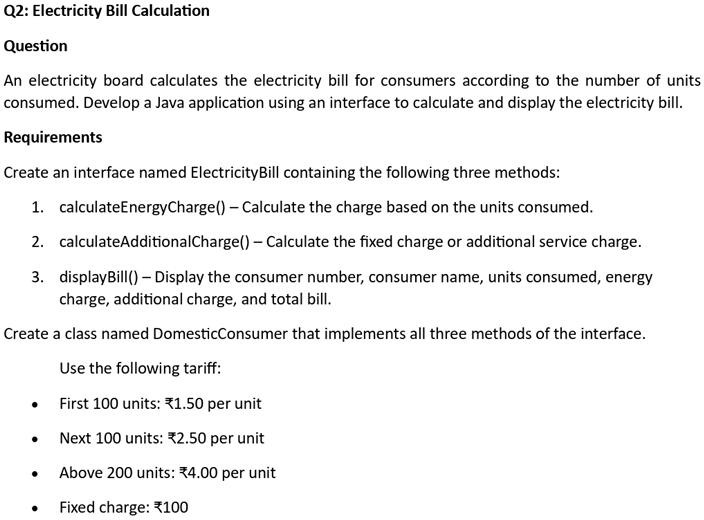 Q2: Electricity Bill Calculation
Question
An electricity board calculates the electricity bill for consumers according to the number of units
consumed. Develop a Java application using an interface to calculate and display the electricity bill.
Requirements
Create an interface named ElectricityBill containing the following three methods:
1. calculateEnergyCharge() – Calculate the charge based on the units consumed.
2. calculateAdditionalCharge() – Calculate the fixed charge or additional service charge.
3. displayBill() – Display the consumer number, consumer name, units consumed, energy
charge, additional charge, and total bill.
Create a class named DomesticConsumer that implements all three methods of the interface.
Use the following tariff:
• First 100 units: ₹1.50 per unit
• Next 100 units: ₹2.50 per unit
• Above 200 units: ₹4.00 per unit
• Fixed charge: ₹100